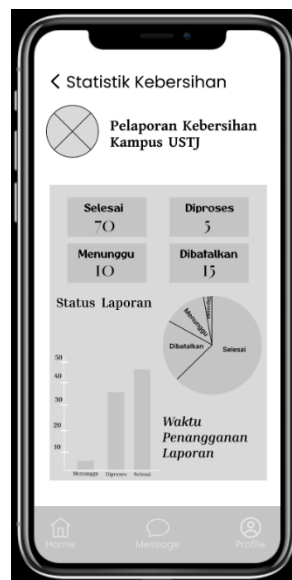 Statistik Kebersihan
Pelaporan Kebersihan
Kampus USTJ
Selesai
70
Diproses
5
Menunggu
10
Dibatalkan
15
Status Laporan
Diproses
Menunggu
Dibatalkan
Selesai
50
40
30
20
10
Menunggu Diproses Selesai
Waktu
Penangganan
Laporan
Home
Message
Profile